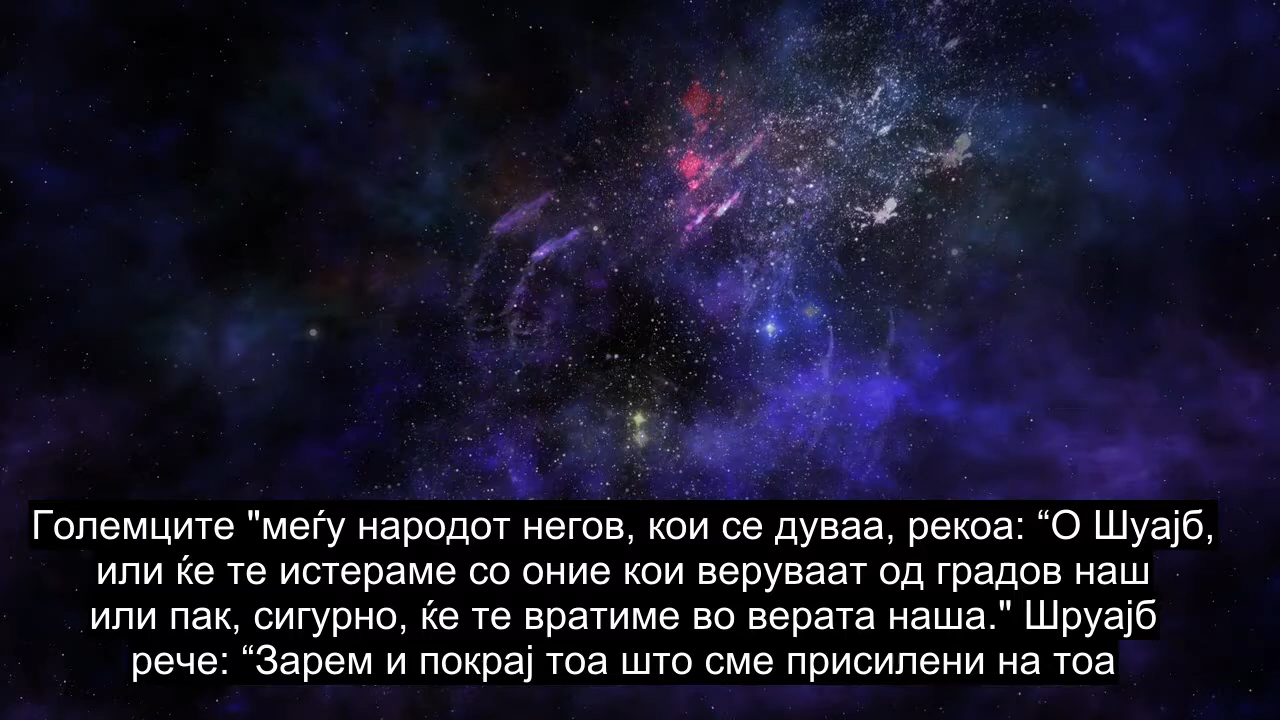 Големците "меѓу народот негов, кои се дуваа, рекоа: “О Шуајб,
или ќе те истераме со оние кои веруваат од градов наш
или пак, сигурно, ќе те вратиме во верата наша." Шруајб
рече: “Зарем и покрај тоа што сме присилени на тоа